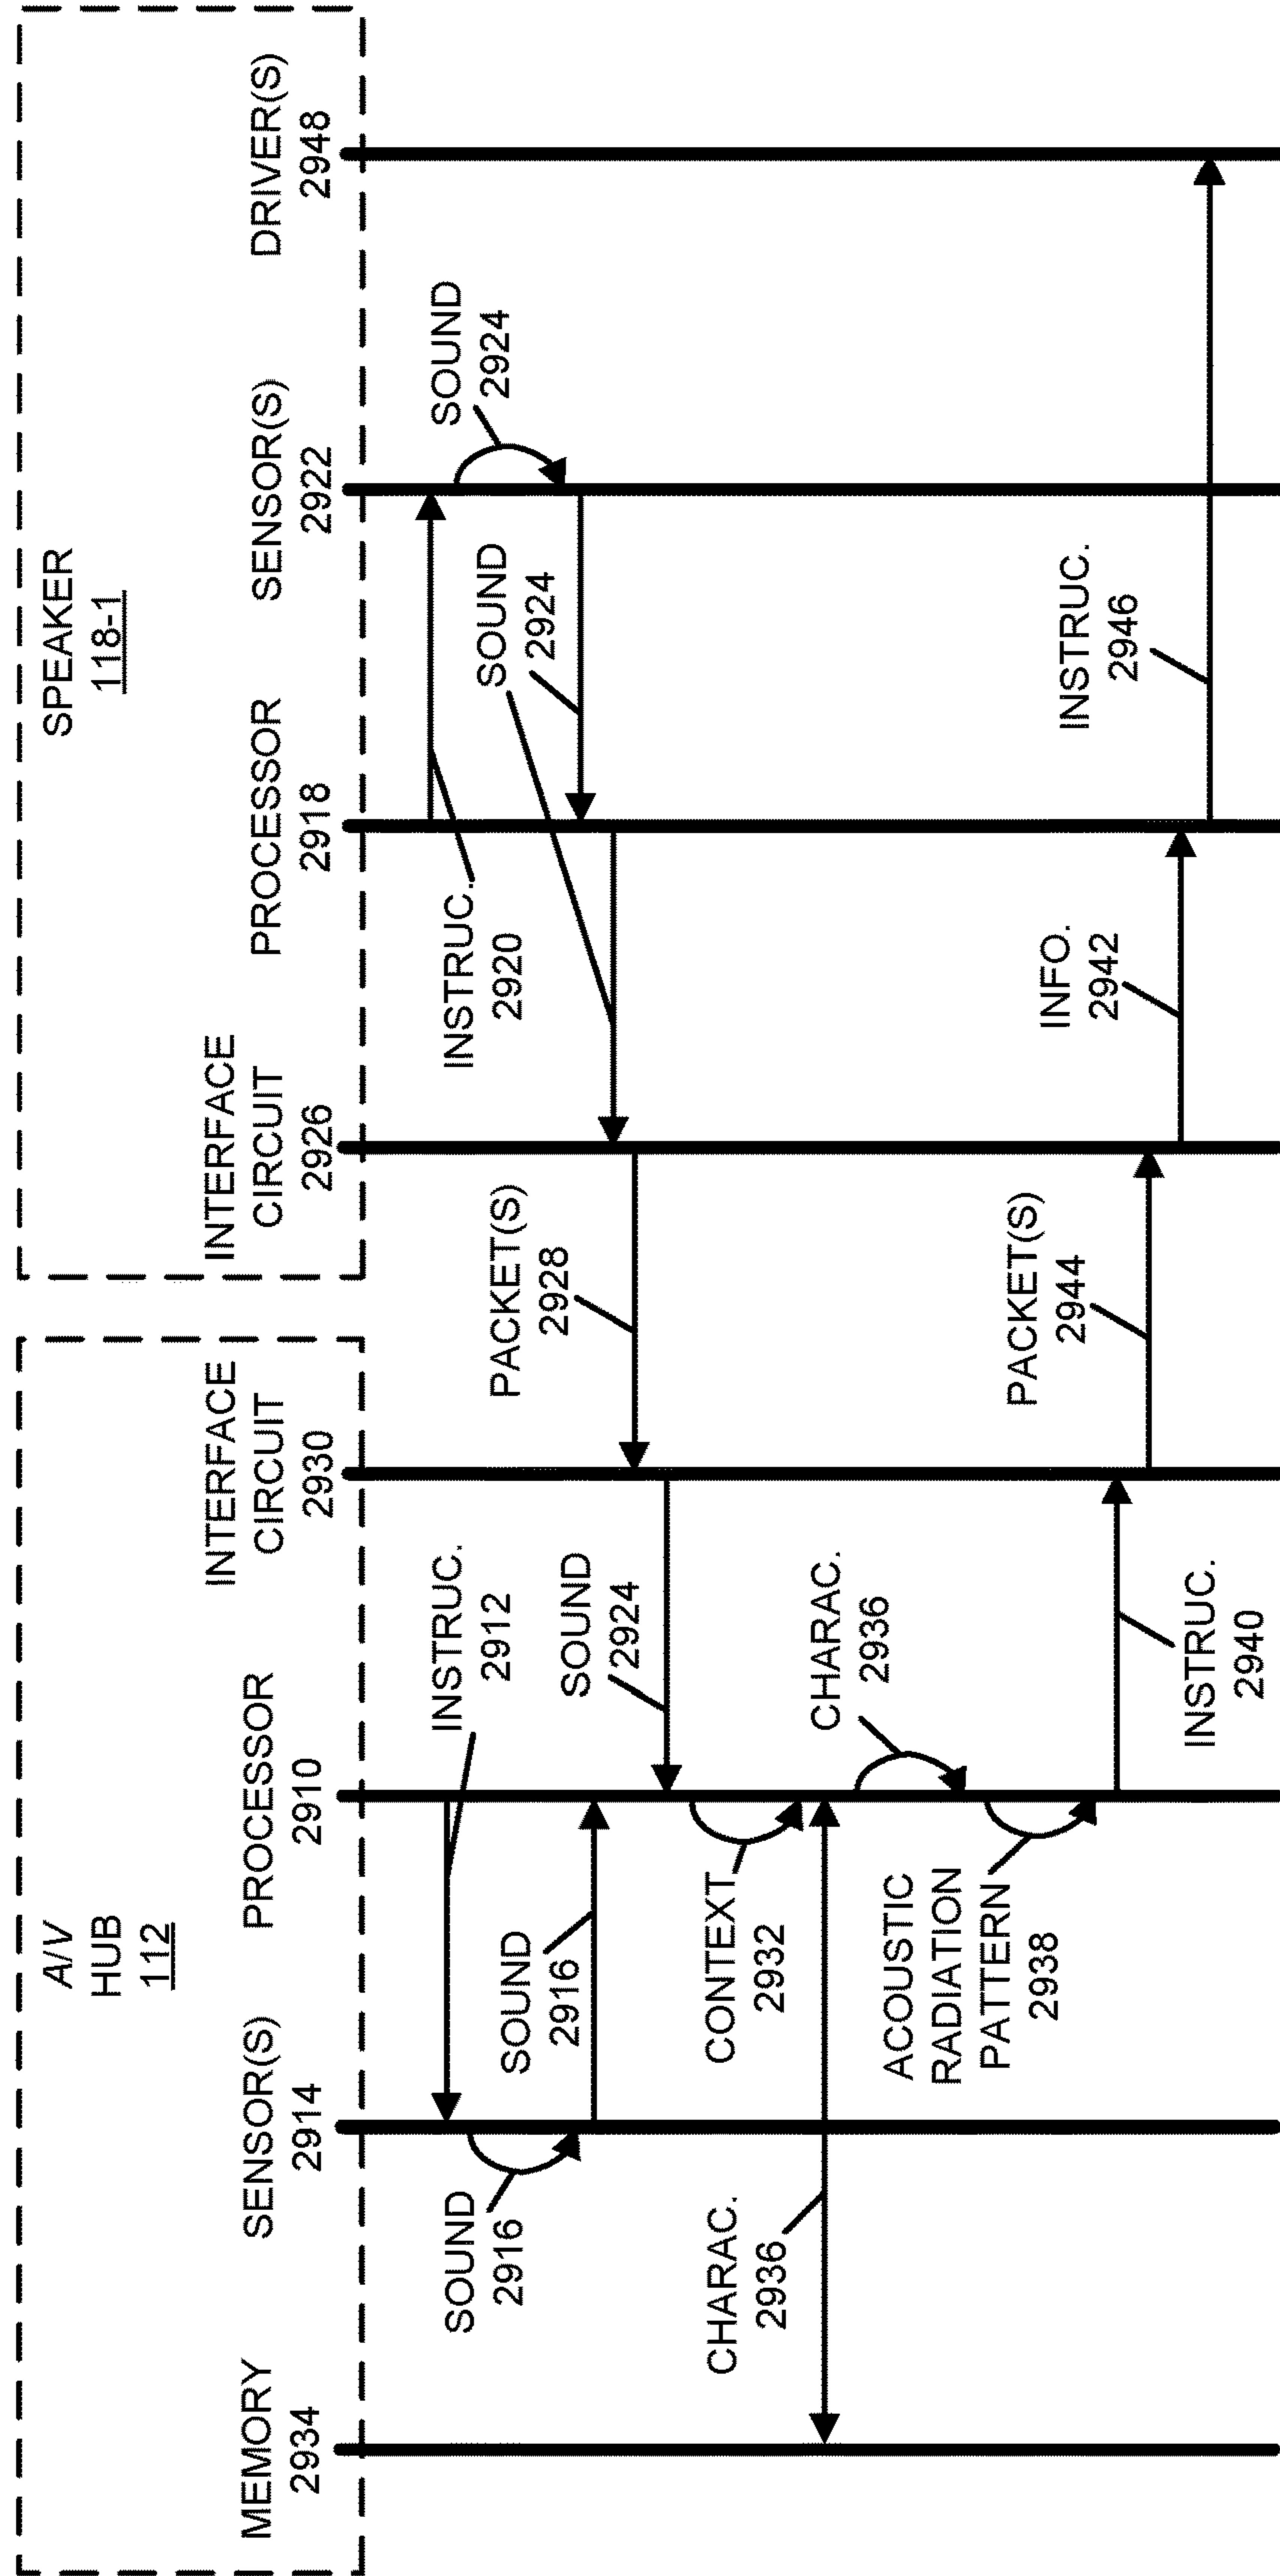 A/V
HUB
112
SPEAKER
118-1
MEMORY
2934
SENSOR(S)
2914
PROCESSOR
2910
INTERFACE
CIRCUIT
2930
INTERFACE
CIRCUIT
2926
PROCESSOR
2918
SENSOR(S)
2922
DRIVER(S)
2948
INSTRUC.
2912
SOUND
2916
SOUND
2916
INSTRUC.
2920
SOUND
2924
SOUND
2924
PACKET(S)
2928
SOUND
2924
CONTEXT
2932
CHARAC.
2936
CHARAC.
2936
ACOUSTIC
RADIATION
PATTERN
2938
INSTRUC.
2940
PACKET(S)
2944
INFO.
2942
INSTRUC.
2946